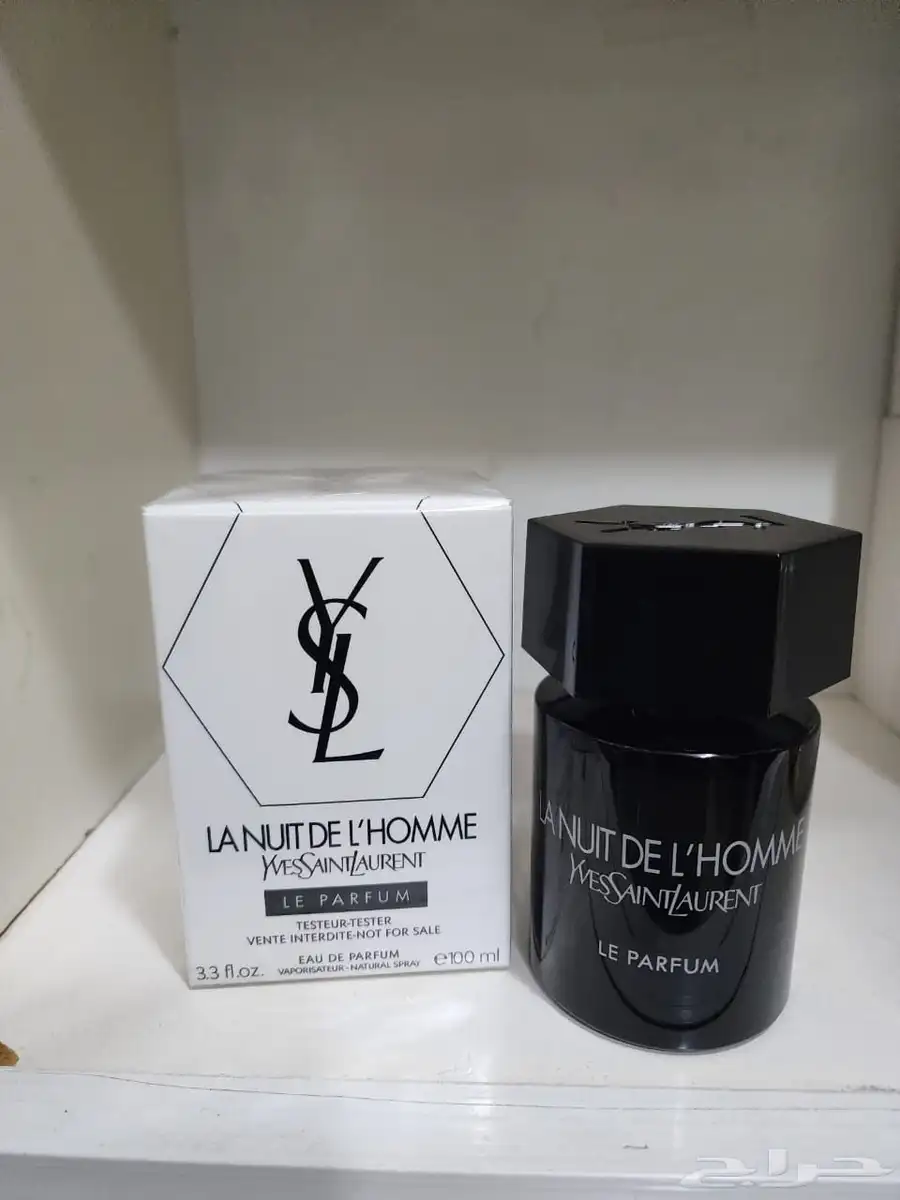 YSL
LA NUIT DE L'HOMME
YVESSAINTLAURENT
LE PARFUM
TESTEUR-TESTER
VENTE INTERDITE-NOT FOR SALE
EAU DE PARFUM
VAPORISATEUR-NATURAL SPRAY
3.3 fl.oz.
e100 ml
LA NUIT DE L'HOMME
YVESSAINTLAURENT
LE PARFUM
حراج